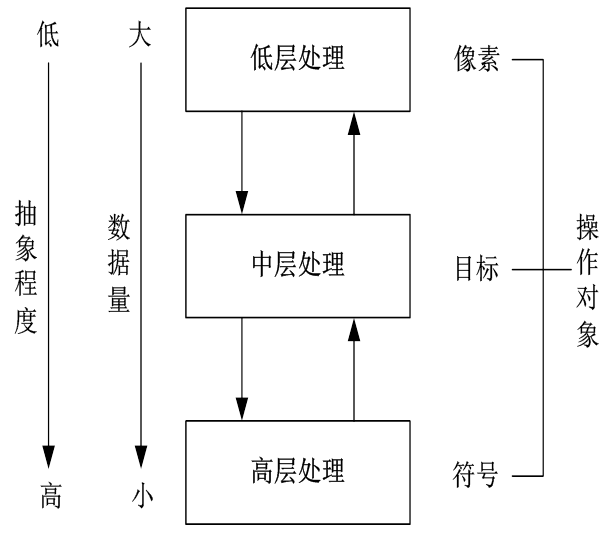 低
大
低层处理
像素
抽象程度
数据量
中层处理
目标
操作对象
高
小
高层处理
符号